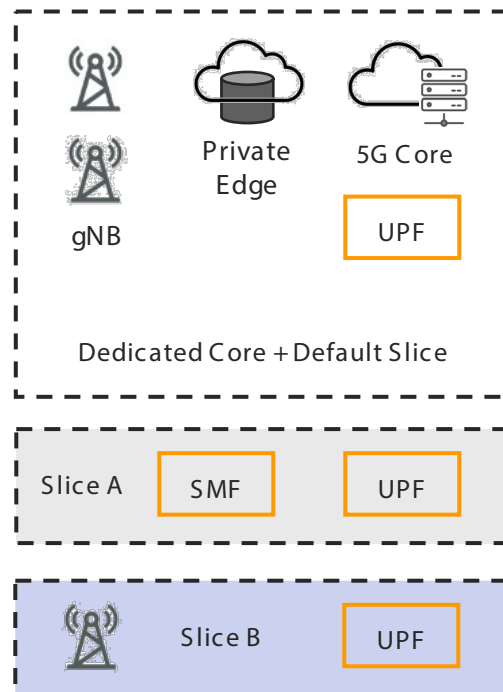 Private
Edge
5G Core
gNB
UPF
Dedicated Core + Default Slice
Slice A
SMF
UPF
Slice B
UPF